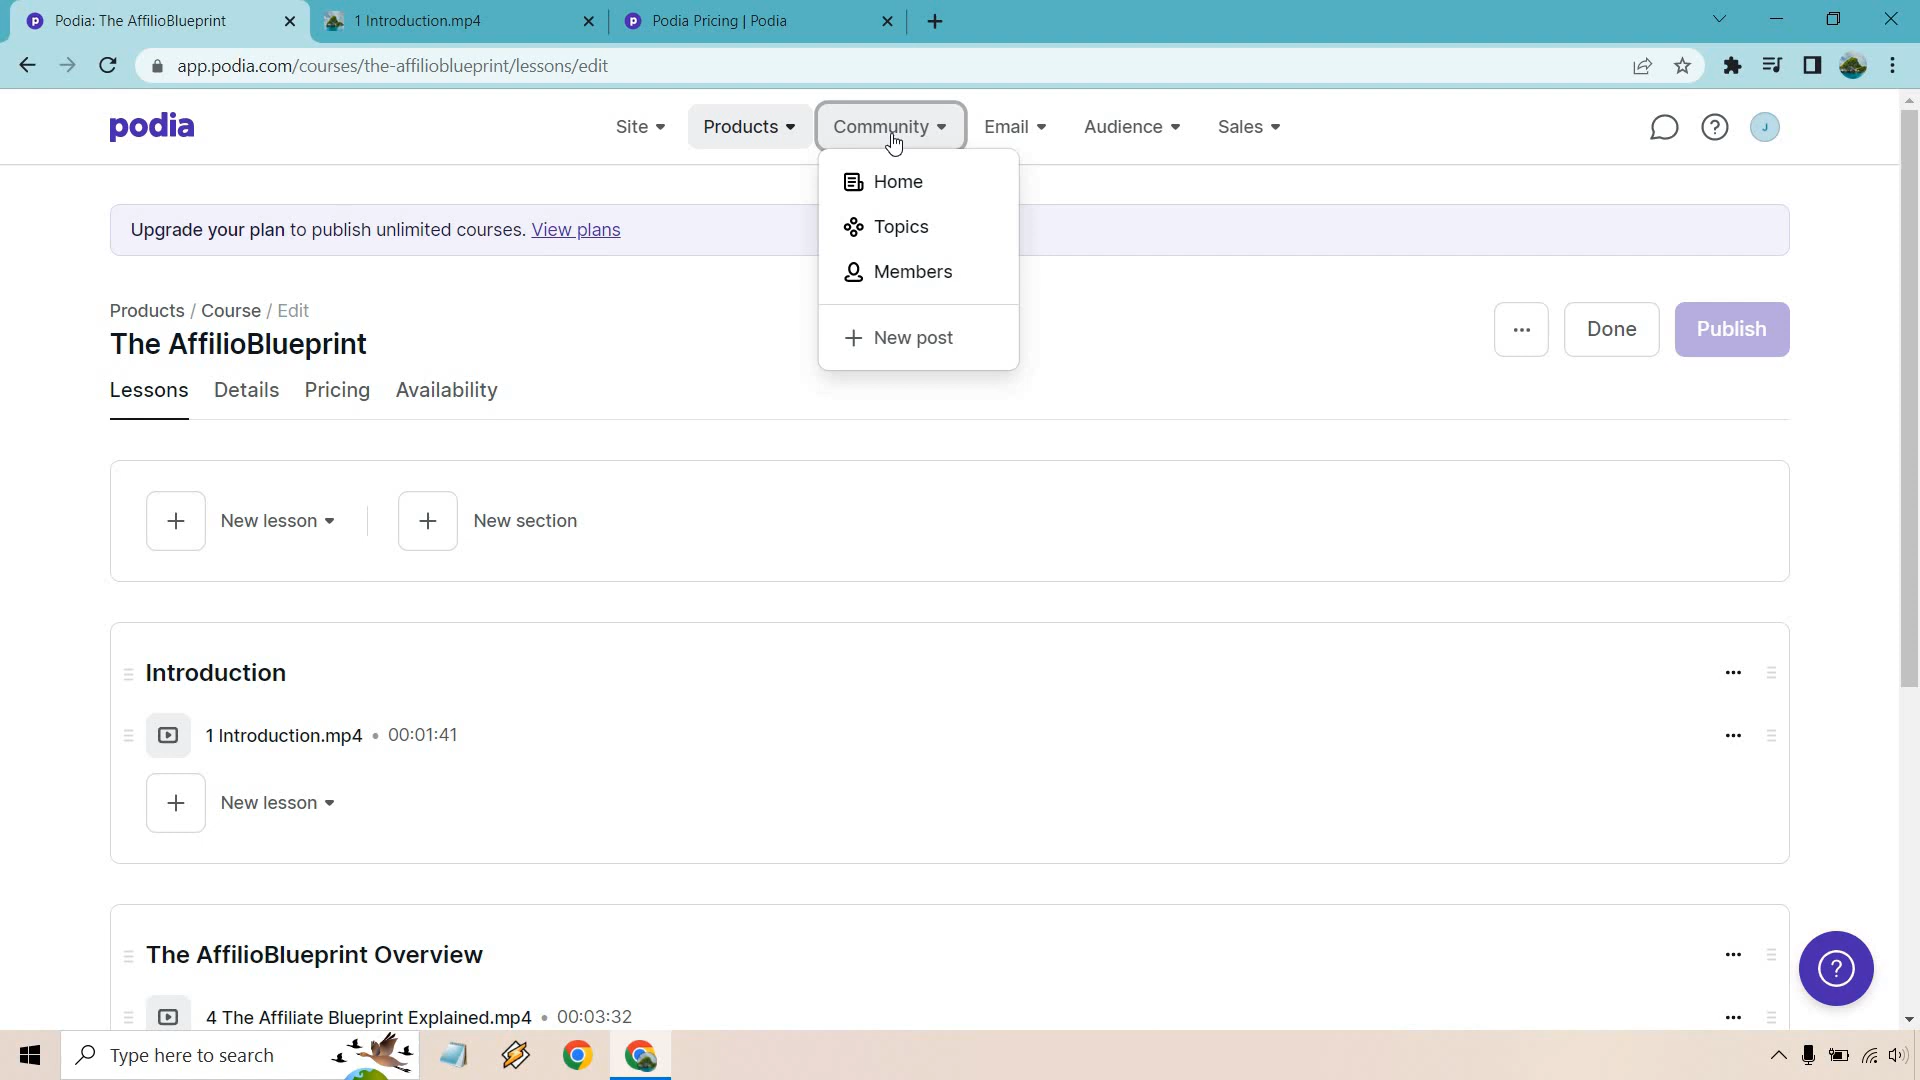 Podia: The AffilioBlueprint
1 Introduction.mp4
Podia Pricing | Podia
app.podia.com/courses/the-affilioblueprint/lessons/edit
podia
Site
Products
Community
Email
Audience
Sales
J
Home
Topics
Members
New post
Upgrade your plan to publish unlimited courses. View plans
Products / Course / Edit
The AffilioBlueprint
Done
Publish
Lessons
Details
Pricing
Availability
New lesson
New section
Introduction
1 Introduction.mp4 • 00:01:41
New lesson
The AffilioBlueprint Overview
4 The Affiliate Blueprint Explained.mp4 • 00:03:32
Type here to search